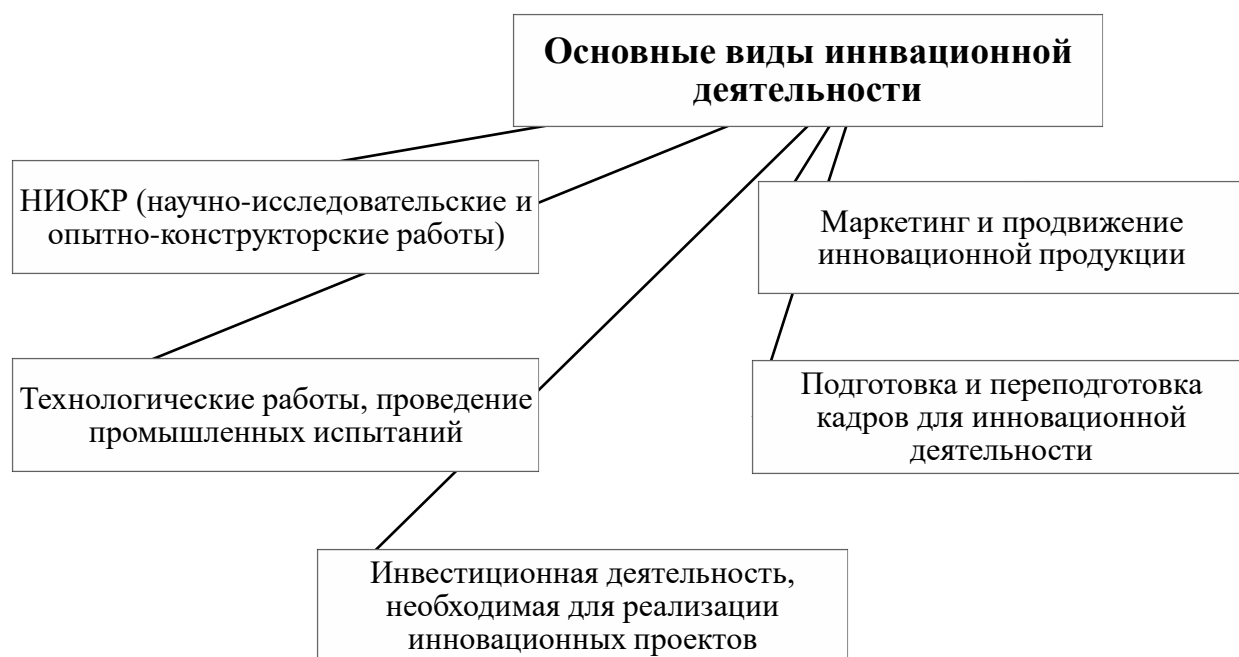 Основные виды иннвационной
деятельности
НИОКР (научно-исследовательские и
опытно-конструкторские работы)
Маркетинг и продвижение
инновационной продукции
Технологические работы, проведение
промышленных испытаний
Подготовка и переподготовка
кадров для инновационной
деятельности
Инвестиционная деятельность,
необходимая для реализации
инновационных проектов